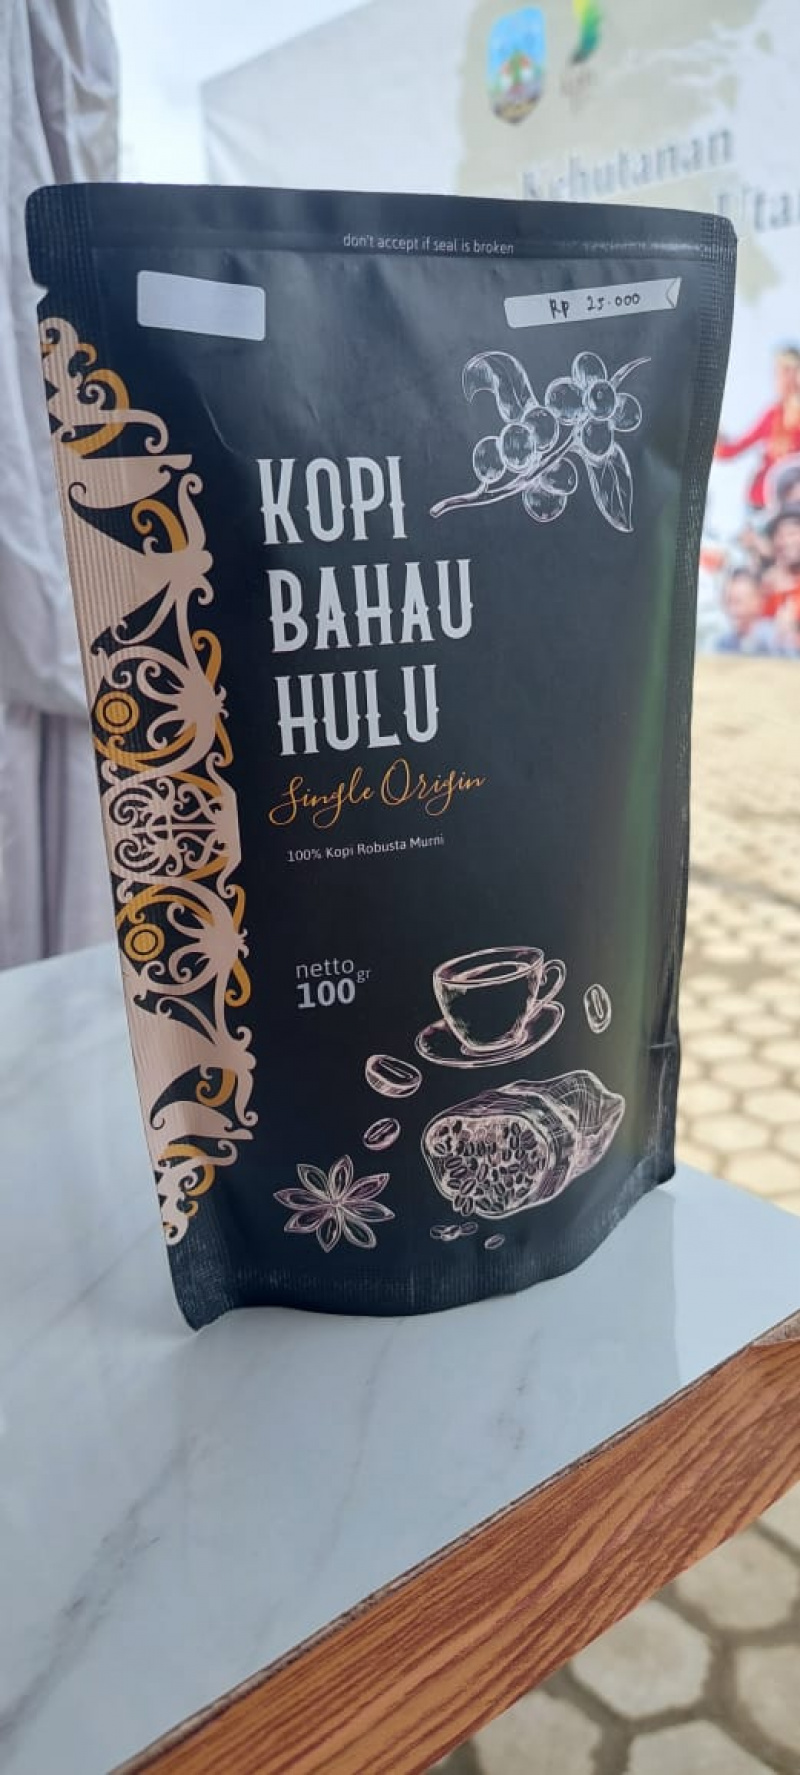 Kehutanan
don't accept if seal is broken
RP 25.000
KOPI
BAHAU
HULU
Single Origin
100% Kopi Robusta Murni
netto
100 gr